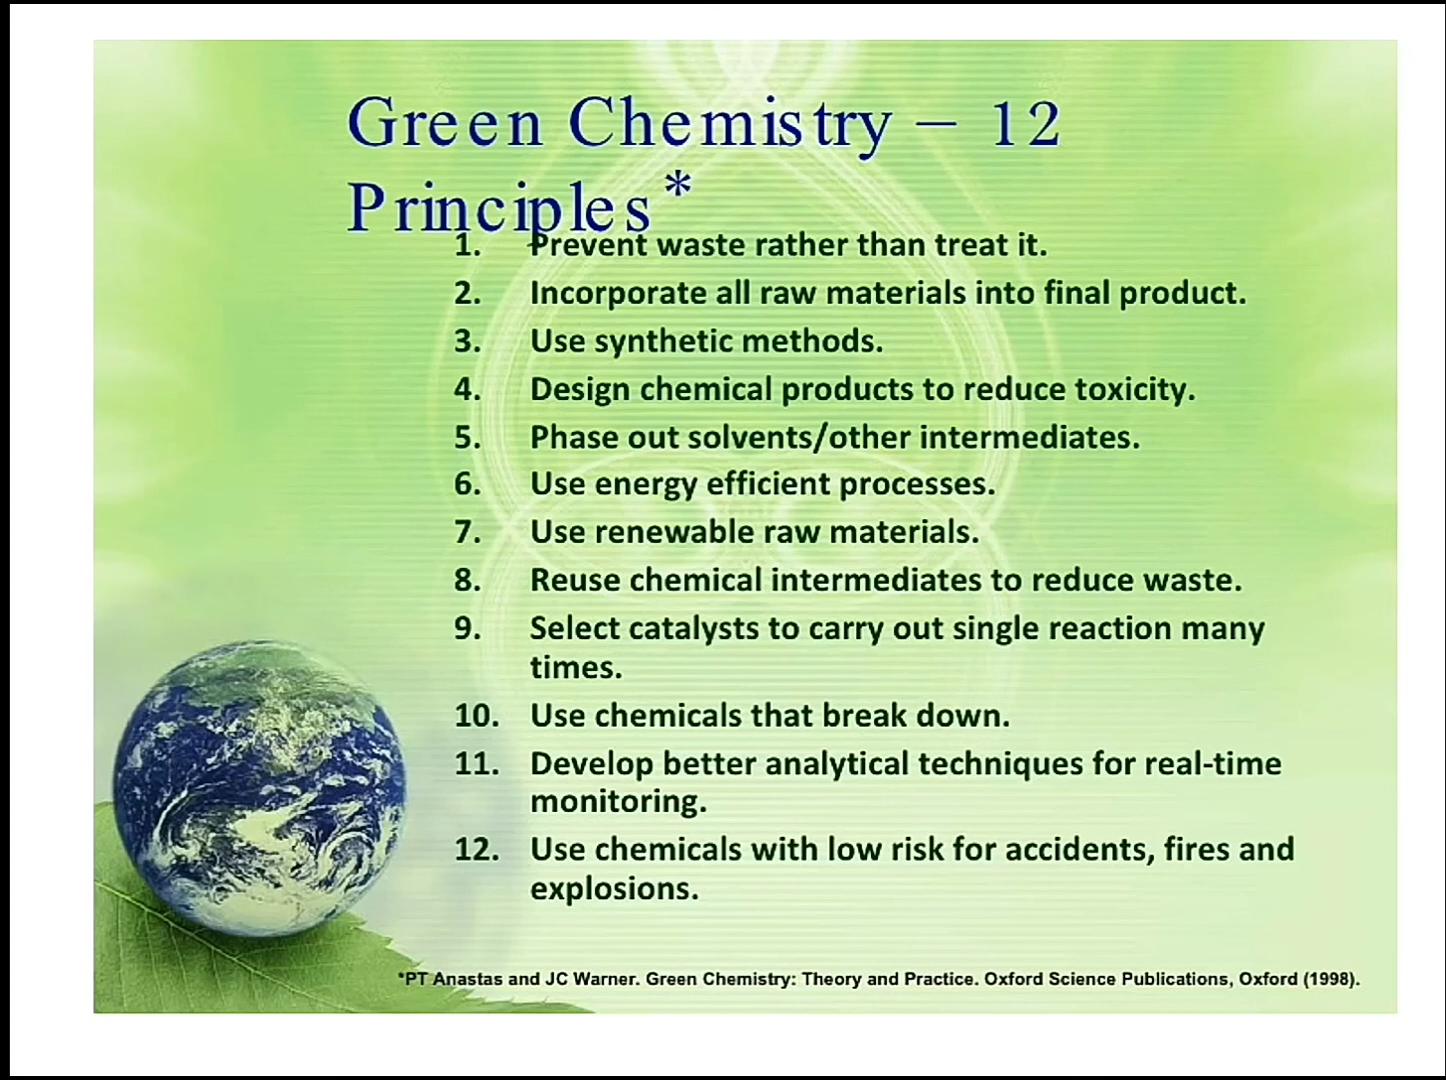 Green Chemistry – 12
Principles*
1. Prevent waste rather than treat it.
2. Incorporate all raw materials into final product.
3. Use synthetic methods.
4. Design chemical products to reduce toxicity.
5. Phase out solvents/other intermediates.
6. Use energy efficient processes.
7. Use renewable raw materials.
8. Reuse chemical intermediates to reduce waste.
9. Select catalysts to carry out single reaction many
times.
10. Use chemicals that break down.
11. Develop better analytical techniques for real-time
monitoring.
12. Use chemicals with low risk for accidents, fires and
explosions.
*PT Anastas and JC Warner. Green Chemistry: Theory and Practice. Oxford Science Publications, Oxford (1998).